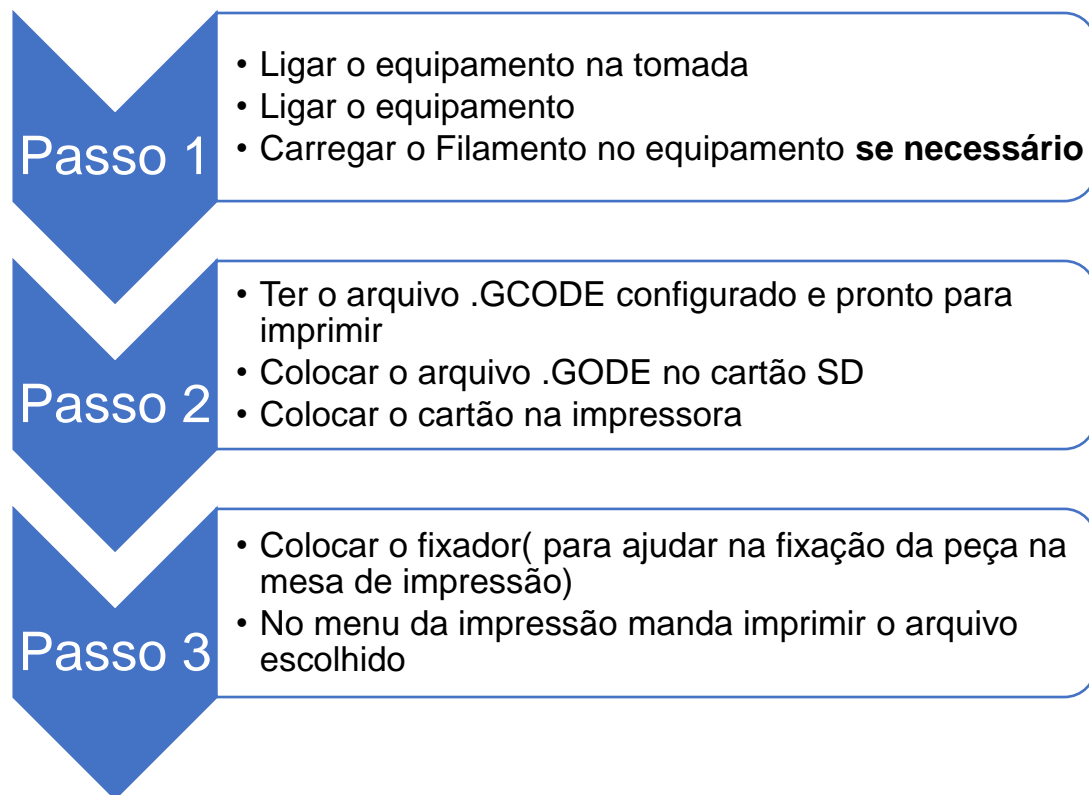 Passo 1
• Ligar o equipamento na tomada
• Ligar o equipamento
• Carregar o Filamento no equipamento se necessário
Passo 2
• Ter o arquivo .GCODE configurado e pronto para
imprimir
• Colocar o arquivo .GODE no cartão SD
• Colocar o cartão na impressora
Passo 3
• Colocar o fixador( para ajudar na fixação da peça na
mesa de impressão)
• No menu da impressão manda imprimir o arquivo
escolhido